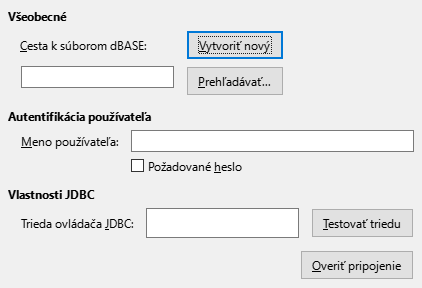 Všeobecné
Cesta k súborom dBASE:
Vytvoriť nový
Prehľadávať...
Autentifikácia používateľa
Meno používateľa:
Požadované heslo
Vlastnosti JDBC
Trieda ovládača JDBC:
Testovať triedu
Overiť pripojenie